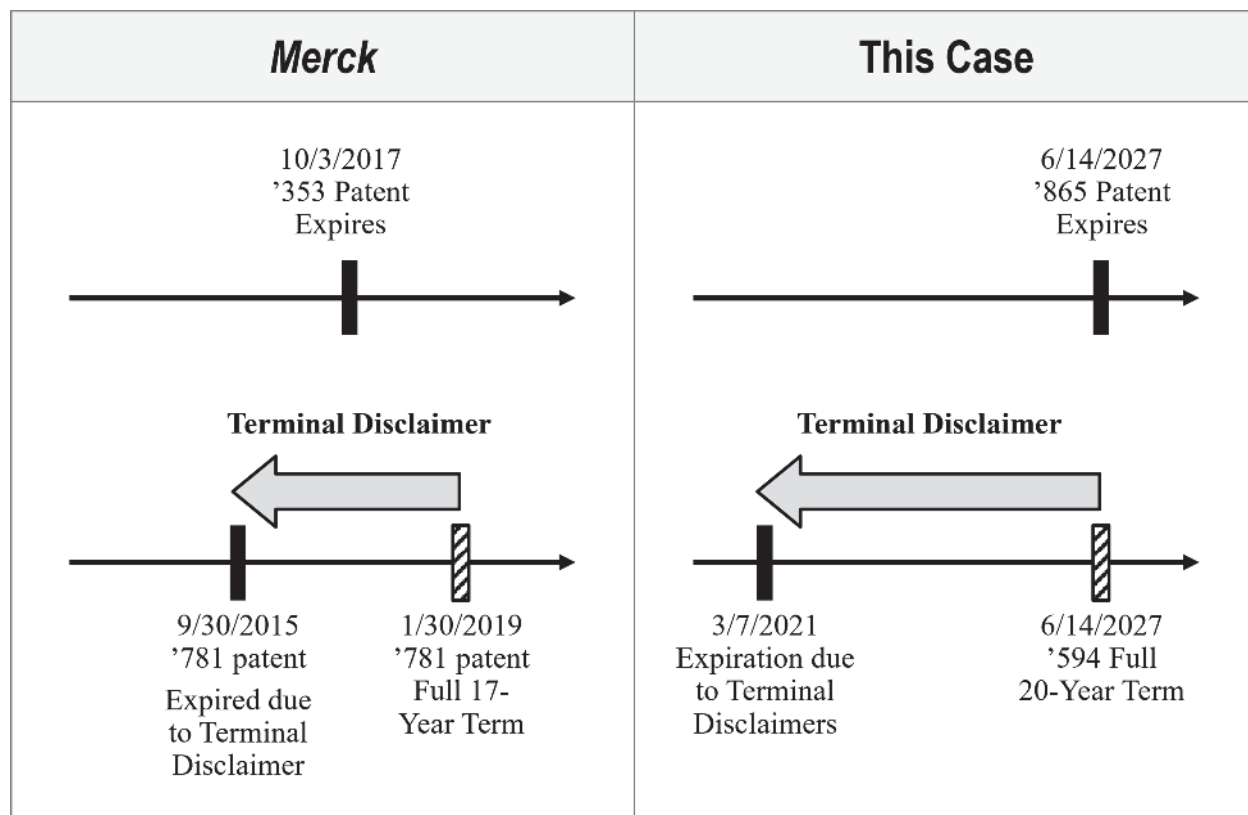 Merck
This Case
10/3/2017
’353 Patent
Expires
6/14/2027
’865 Patent
Expires
Terminal Disclaimer
Terminal Disclaimer
9/30/2015
’781 patent
Expired due
to Terminal
Disclaimer
1/30/2019
’781 patent
Full 17-
Year Term
3/7/2021
Expiration due
to Terminal
Disclaimers
6/14/2027
’594 Full
20-Year Term